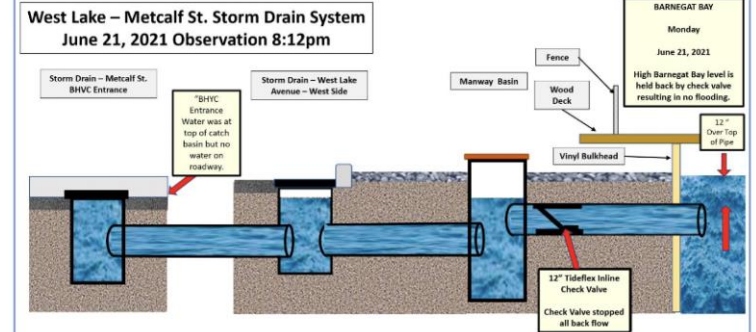 West Lake – Metcalf St. Storm Drain System
June 21, 2021 Observation 8:12pm
BARNEGAT BAY
Monday
June 21, 2021
High Barnegat Bay level is
held back by check valve
resulting in no flooding.
Storm Drain – Metcalf St.
BHVC Entrance
"BHYC
Entrance
Water was at
top of catch
basin but no
water on
roadway.
Storm Drain – West Lake
Avenue – West Side
Manway Basin
Fence
Wood
Deck
Vinyl Bulkhead
12 "
Over Top
of Pipe
12" Tideflex Inline
Check Valve
Check Valve stopped
all back flow